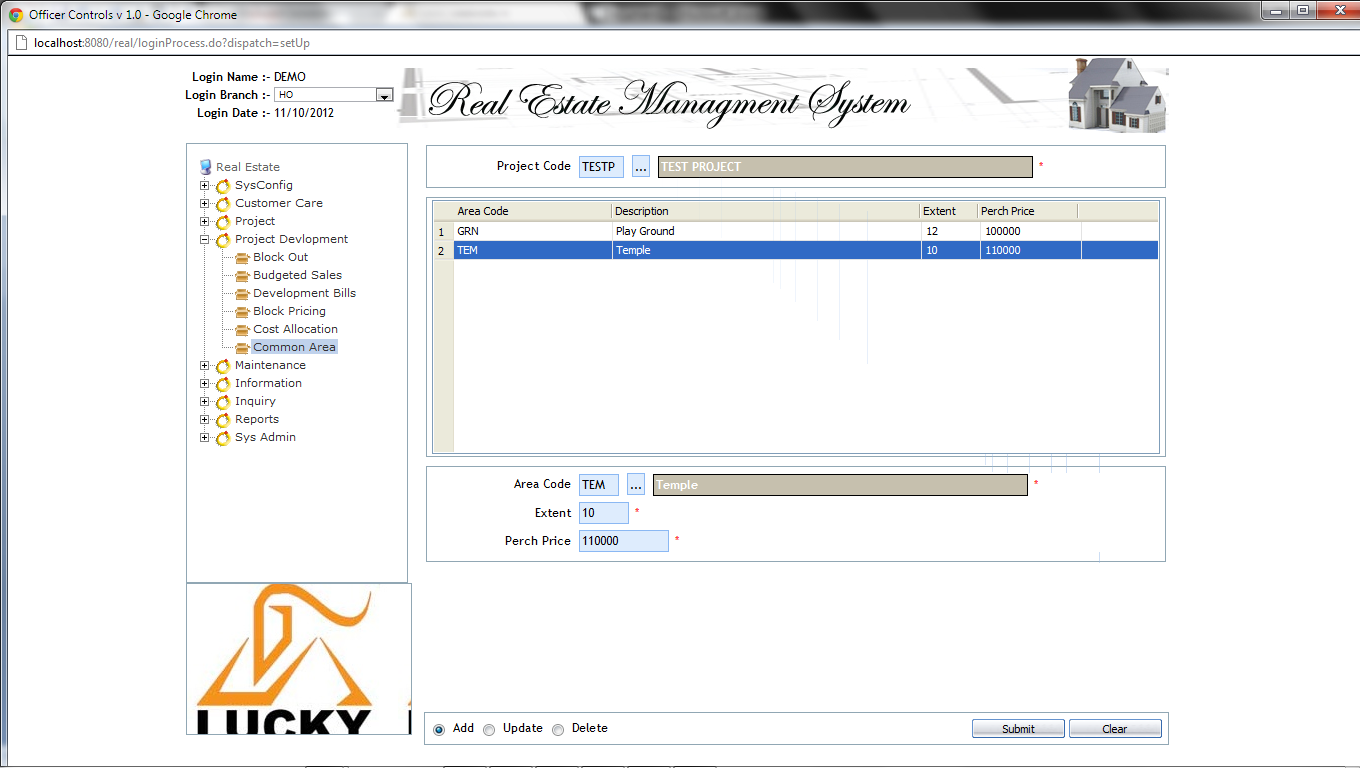 Officer Controls v 1.0 - Google Chrome
localhost:8080/real/loginProcess.do?dispatch=setUp
Login Name :- DEMO
Login Branch :- HO
Login Date :- 11/10/2012
Real Estate Managment System
Real Estate
SysConfig
Customer Care
Project
Project Devlopment
Block Out
Budgeted Sales
Development Bills
Block Pricing
Cost Allocation
Common Area
Maintenance
Information
Inquiry
Reports
Sys Admin
LUCKY
Project Code TESTP ... TEST PROJECT *
Area Code Description Extent Perch Price
1 GRN Play Ground 12 100000
2 TEM Temple 10 110000
Area Code TEM ... Temple *
Extent 10 *
Perch Price 110000 *
Add Update Delete Submit Clear